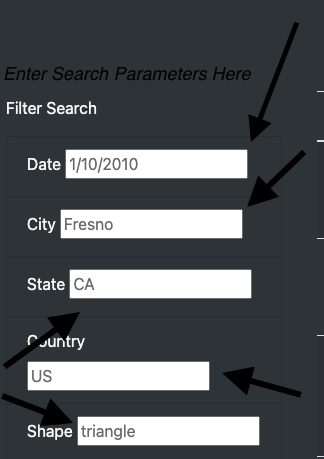 Enter Search Parameters Here
Filter Search
Date 1/10/2010
City Fresno
State CA
Country
US
Shape triangle